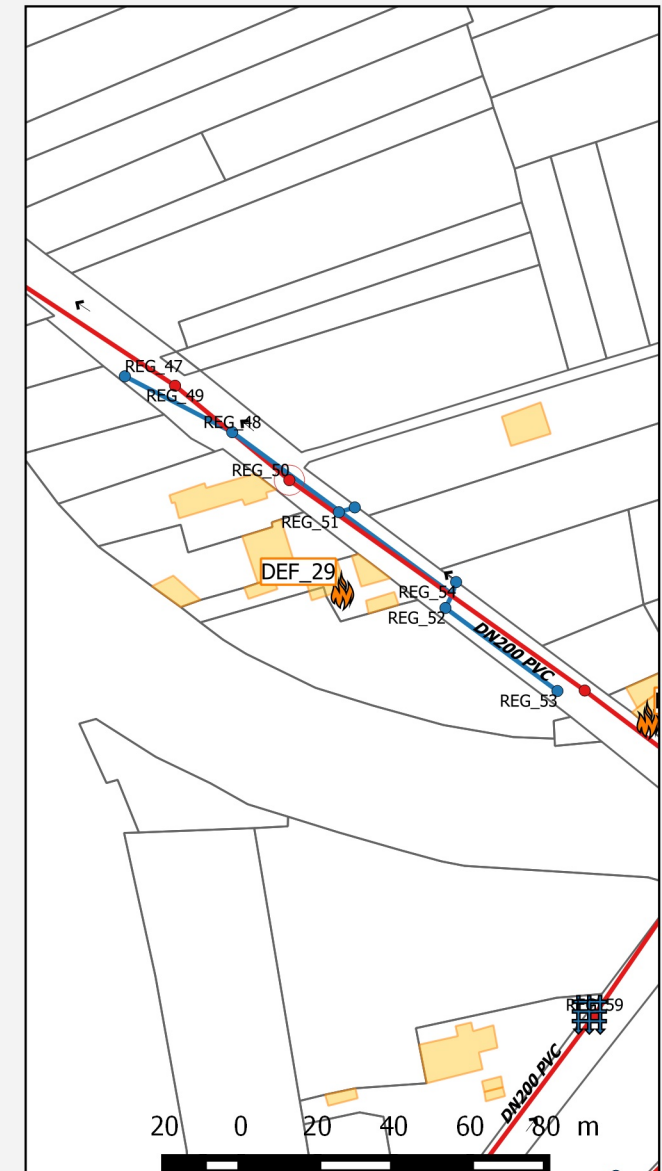 REG_47
REG_49
REG_48
REG_50
REG_51
DEF_29
REG_54
REG_52
DN200 PVC
REG_53
REG_59
DN200 PVC
20 0 20 40 60 80 m